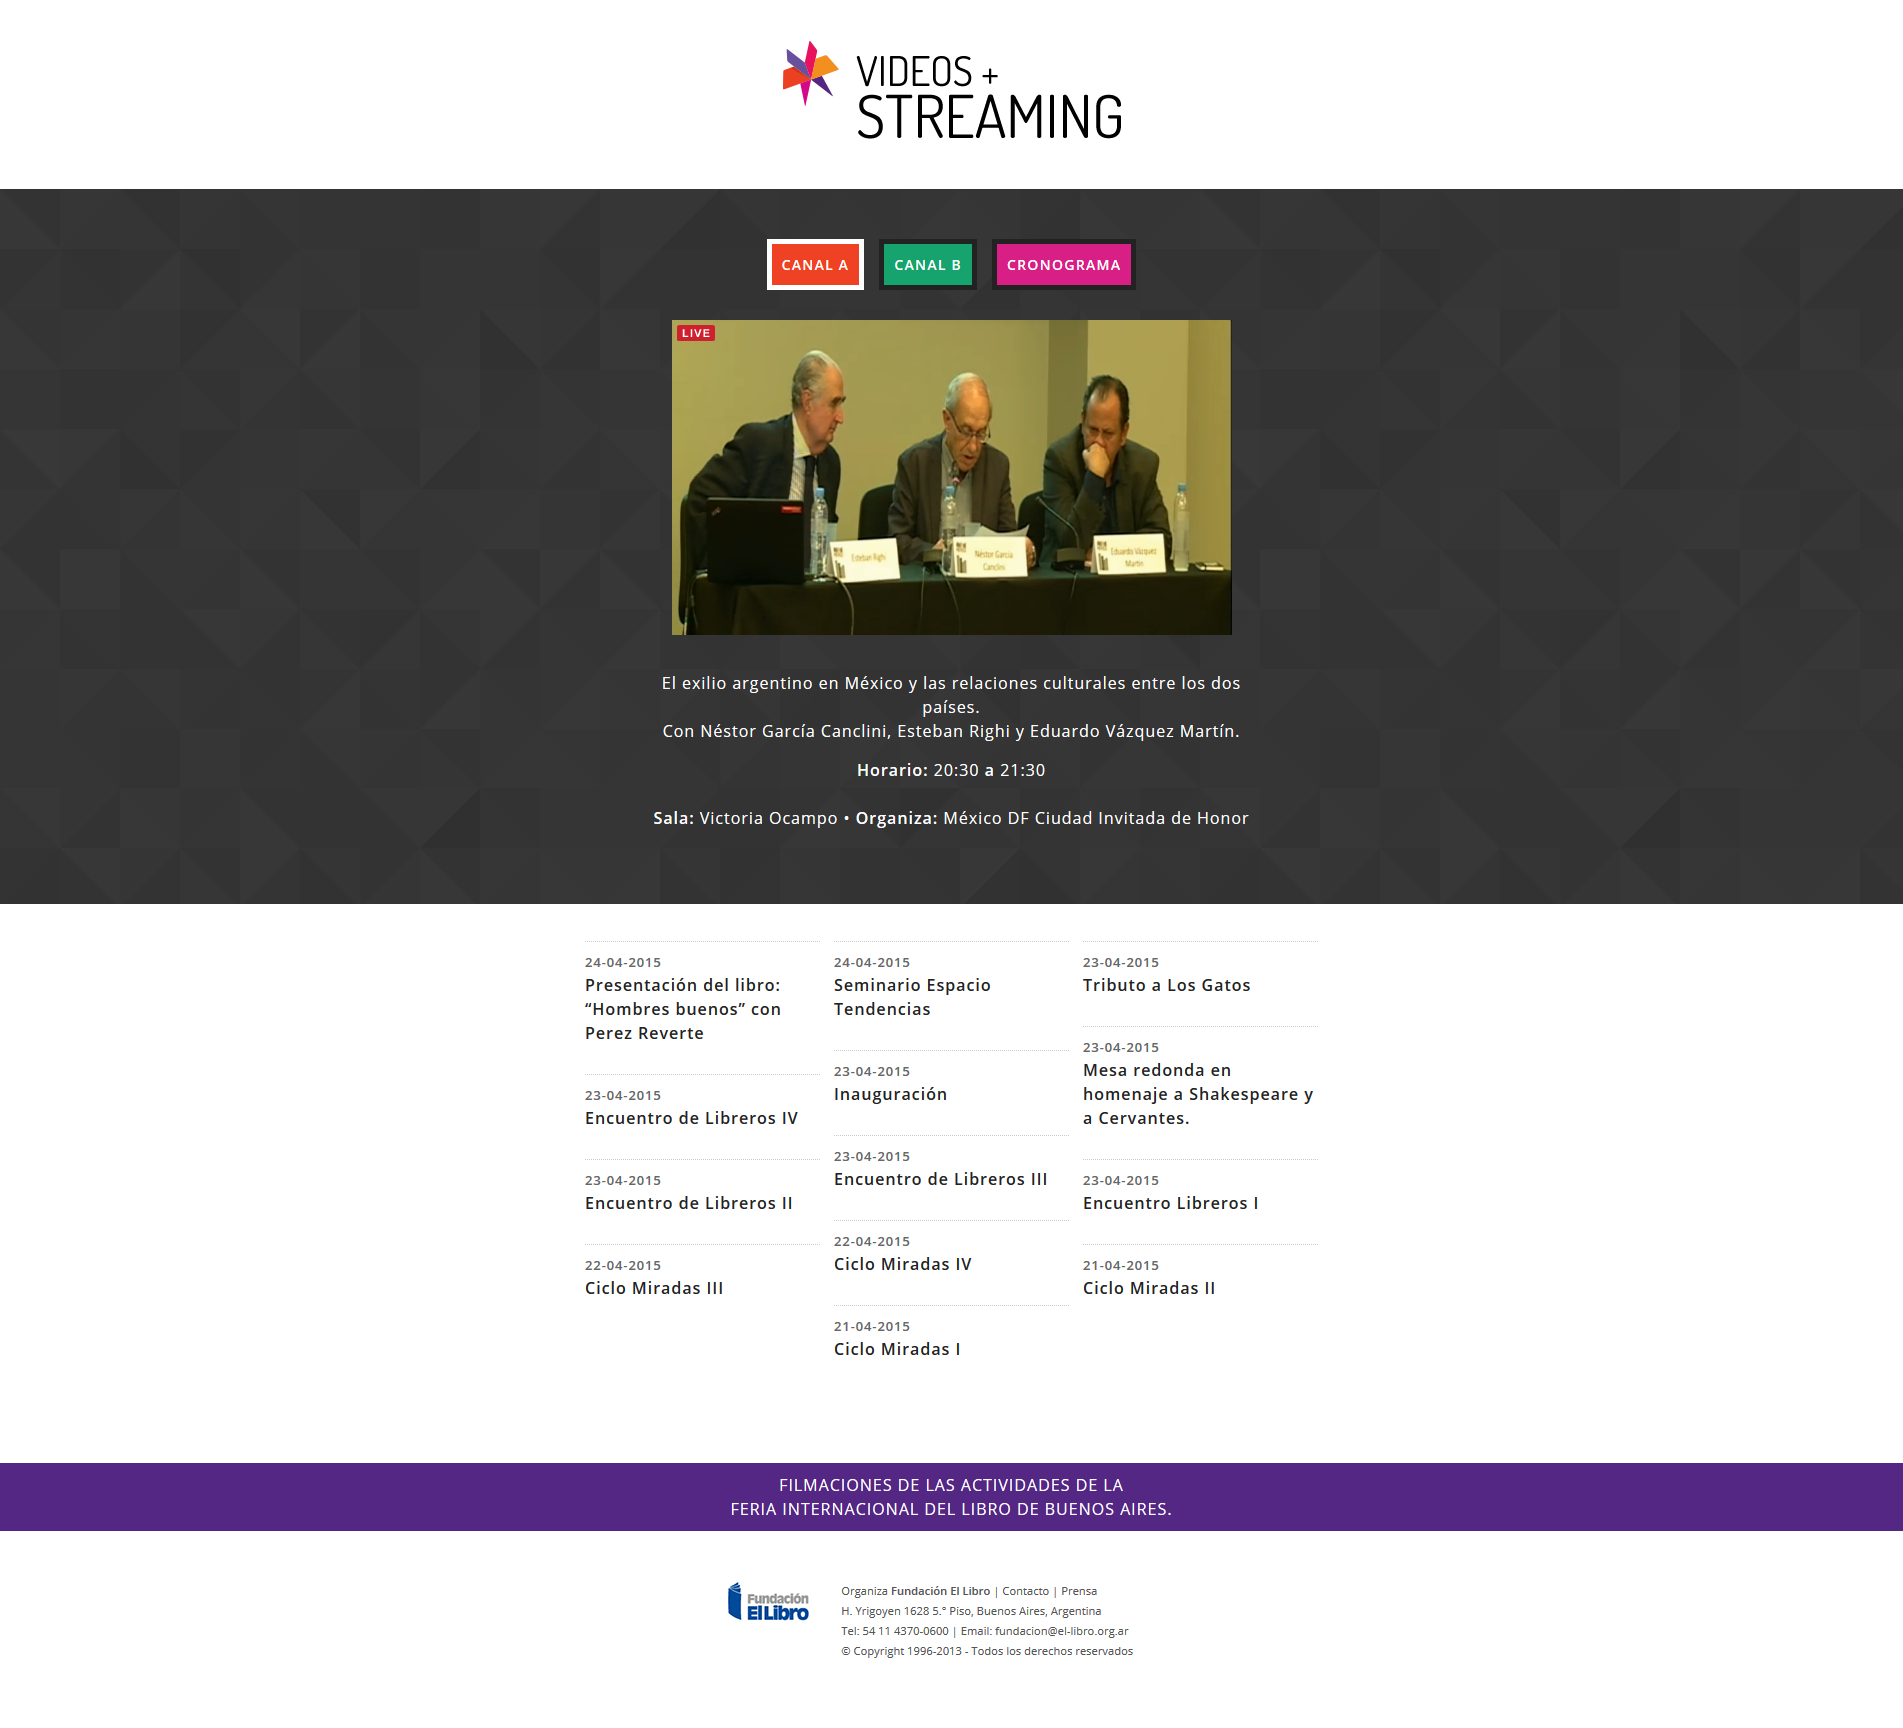 VIDEOS +
STREAMING
CANAL A
CANAL B
CRONOGRAMA
LIVE
Esteban Righi
Néstor García
Canclini
Eduardo Vázquez
Martín
El exilio argentino en México y las relaciones culturales entre los dos
países.
Con Néstor García Canclini, Esteban Righi y Eduardo Vázquez Martín.
Horario: 20:30 a 21:30
Sala: Victoria Ocampo • Organiza: México DF Ciudad Invitada de Honor
24-04-2015
Presentación del libro:
“Hombres buenos” con
Perez Reverte
23-04-2015
Encuentro de Libreros IV
23-04-2015
Encuentro de Libreros II
22-04-2015
Ciclo Miradas III
24-04-2015
Seminario Espacio
Tendencias
23-04-2015
Inauguración
23-04-2015
Encuentro de Libreros III
22-04-2015
Ciclo Miradas IV
21-04-2015
Ciclo Miradas I
23-04-2015
Tributo a Los Gatos
23-04-2015
Mesa redonda en
homenaje a Shakespeare y
a Cervantes.
23-04-2015
Encuentro Libreros I
21-04-2015
Ciclo Miradas II
FILMACIONES DE LAS ACTIVIDADES DE LA
FERIA INTERNACIONAL DEL LIBRO DE BUENOS AIRES.
Fundación
El Libro
Organiza Fundación El Libro | Contacto | Prensa
H. Yrigoyen 1628 5.° Piso, Buenos Aires, Argentina
Tel: 54 11 4370-0600 | Email: fundacion@el-libro.org.ar
© Copyright 1996-2013 - Todos los derechos reservados